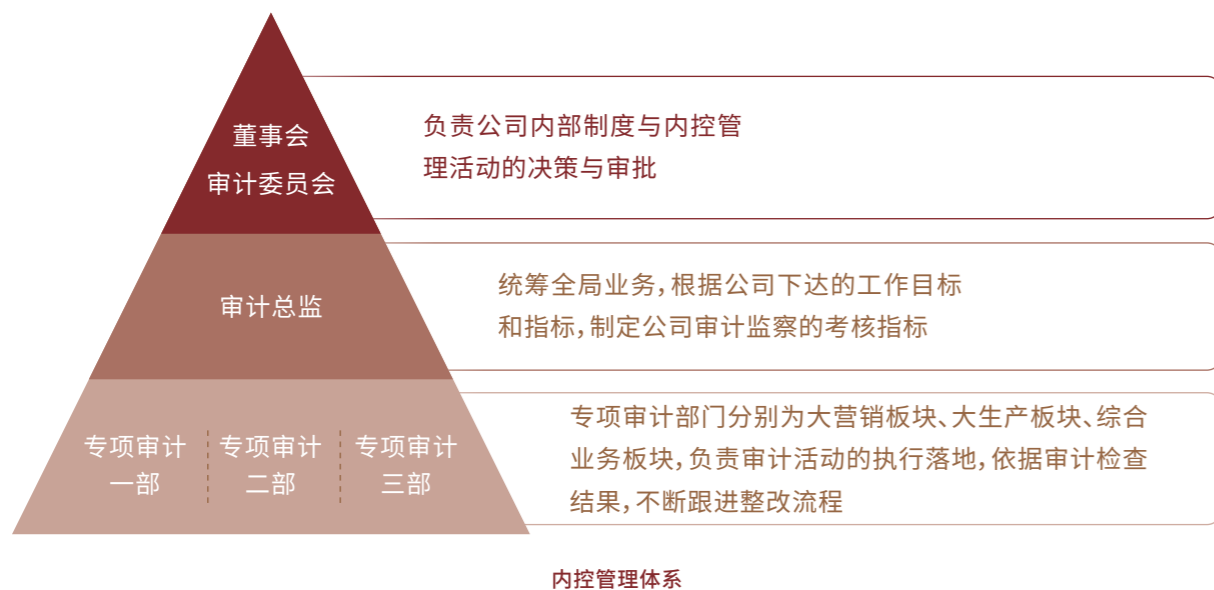 董事会
审计委员会
负责公司内部制度与内控管
理活动的决策与审批
审计总监
统筹全局业务,根据公司下达的工作目标
和指标,制定公司审计监察的考核指标
专项审计
一部
专项审计
二部
专项审计
三部
专项审计部门分别为大营销板块、大生产板块、综合
业务板块,负责审计活动的执行落地,依据审计检查
结果,不断跟进整改流程
内控管理体系